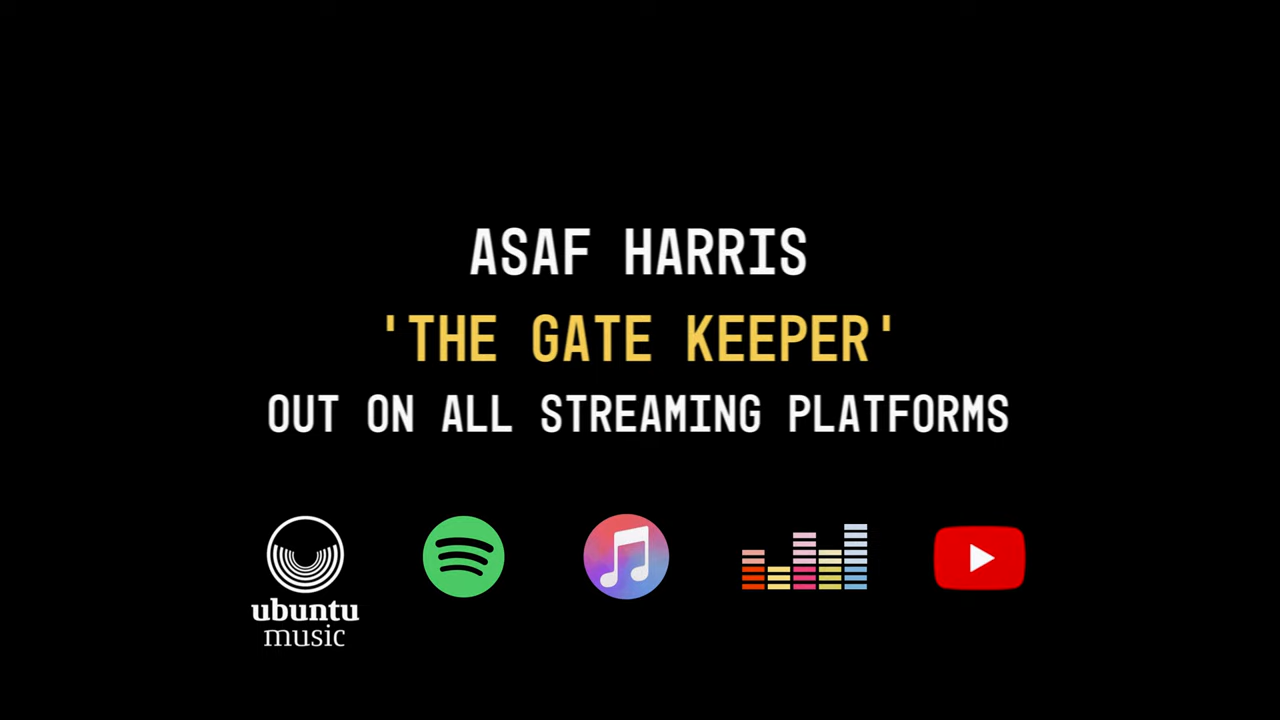 ASAF HARRIS
'THE GATE KEEPER'
OUT ON ALL STREAMING PLATFORMS
ubuntu
music